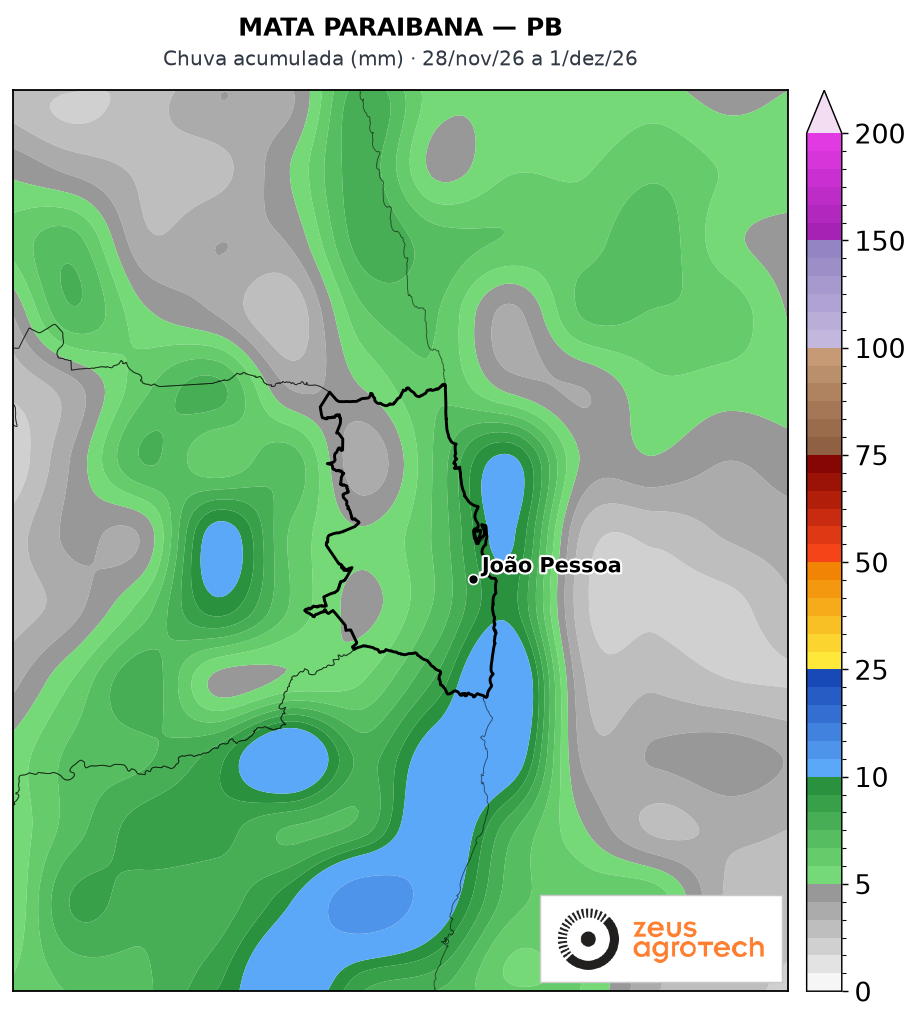 MATA PARAIBANA — PB
Chuva acumulada (mm) · 28/nov/26 a 1/dez/26
200
150
100
75
50
25
10
5
0
João Pessoa
zeus
agrotech